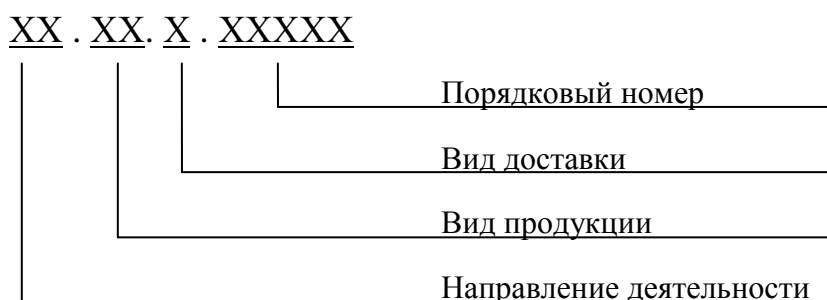 XX . XX. X . XXXXX
Порядковый номер
Вид доставки
Вид продукции
Направление деятельности